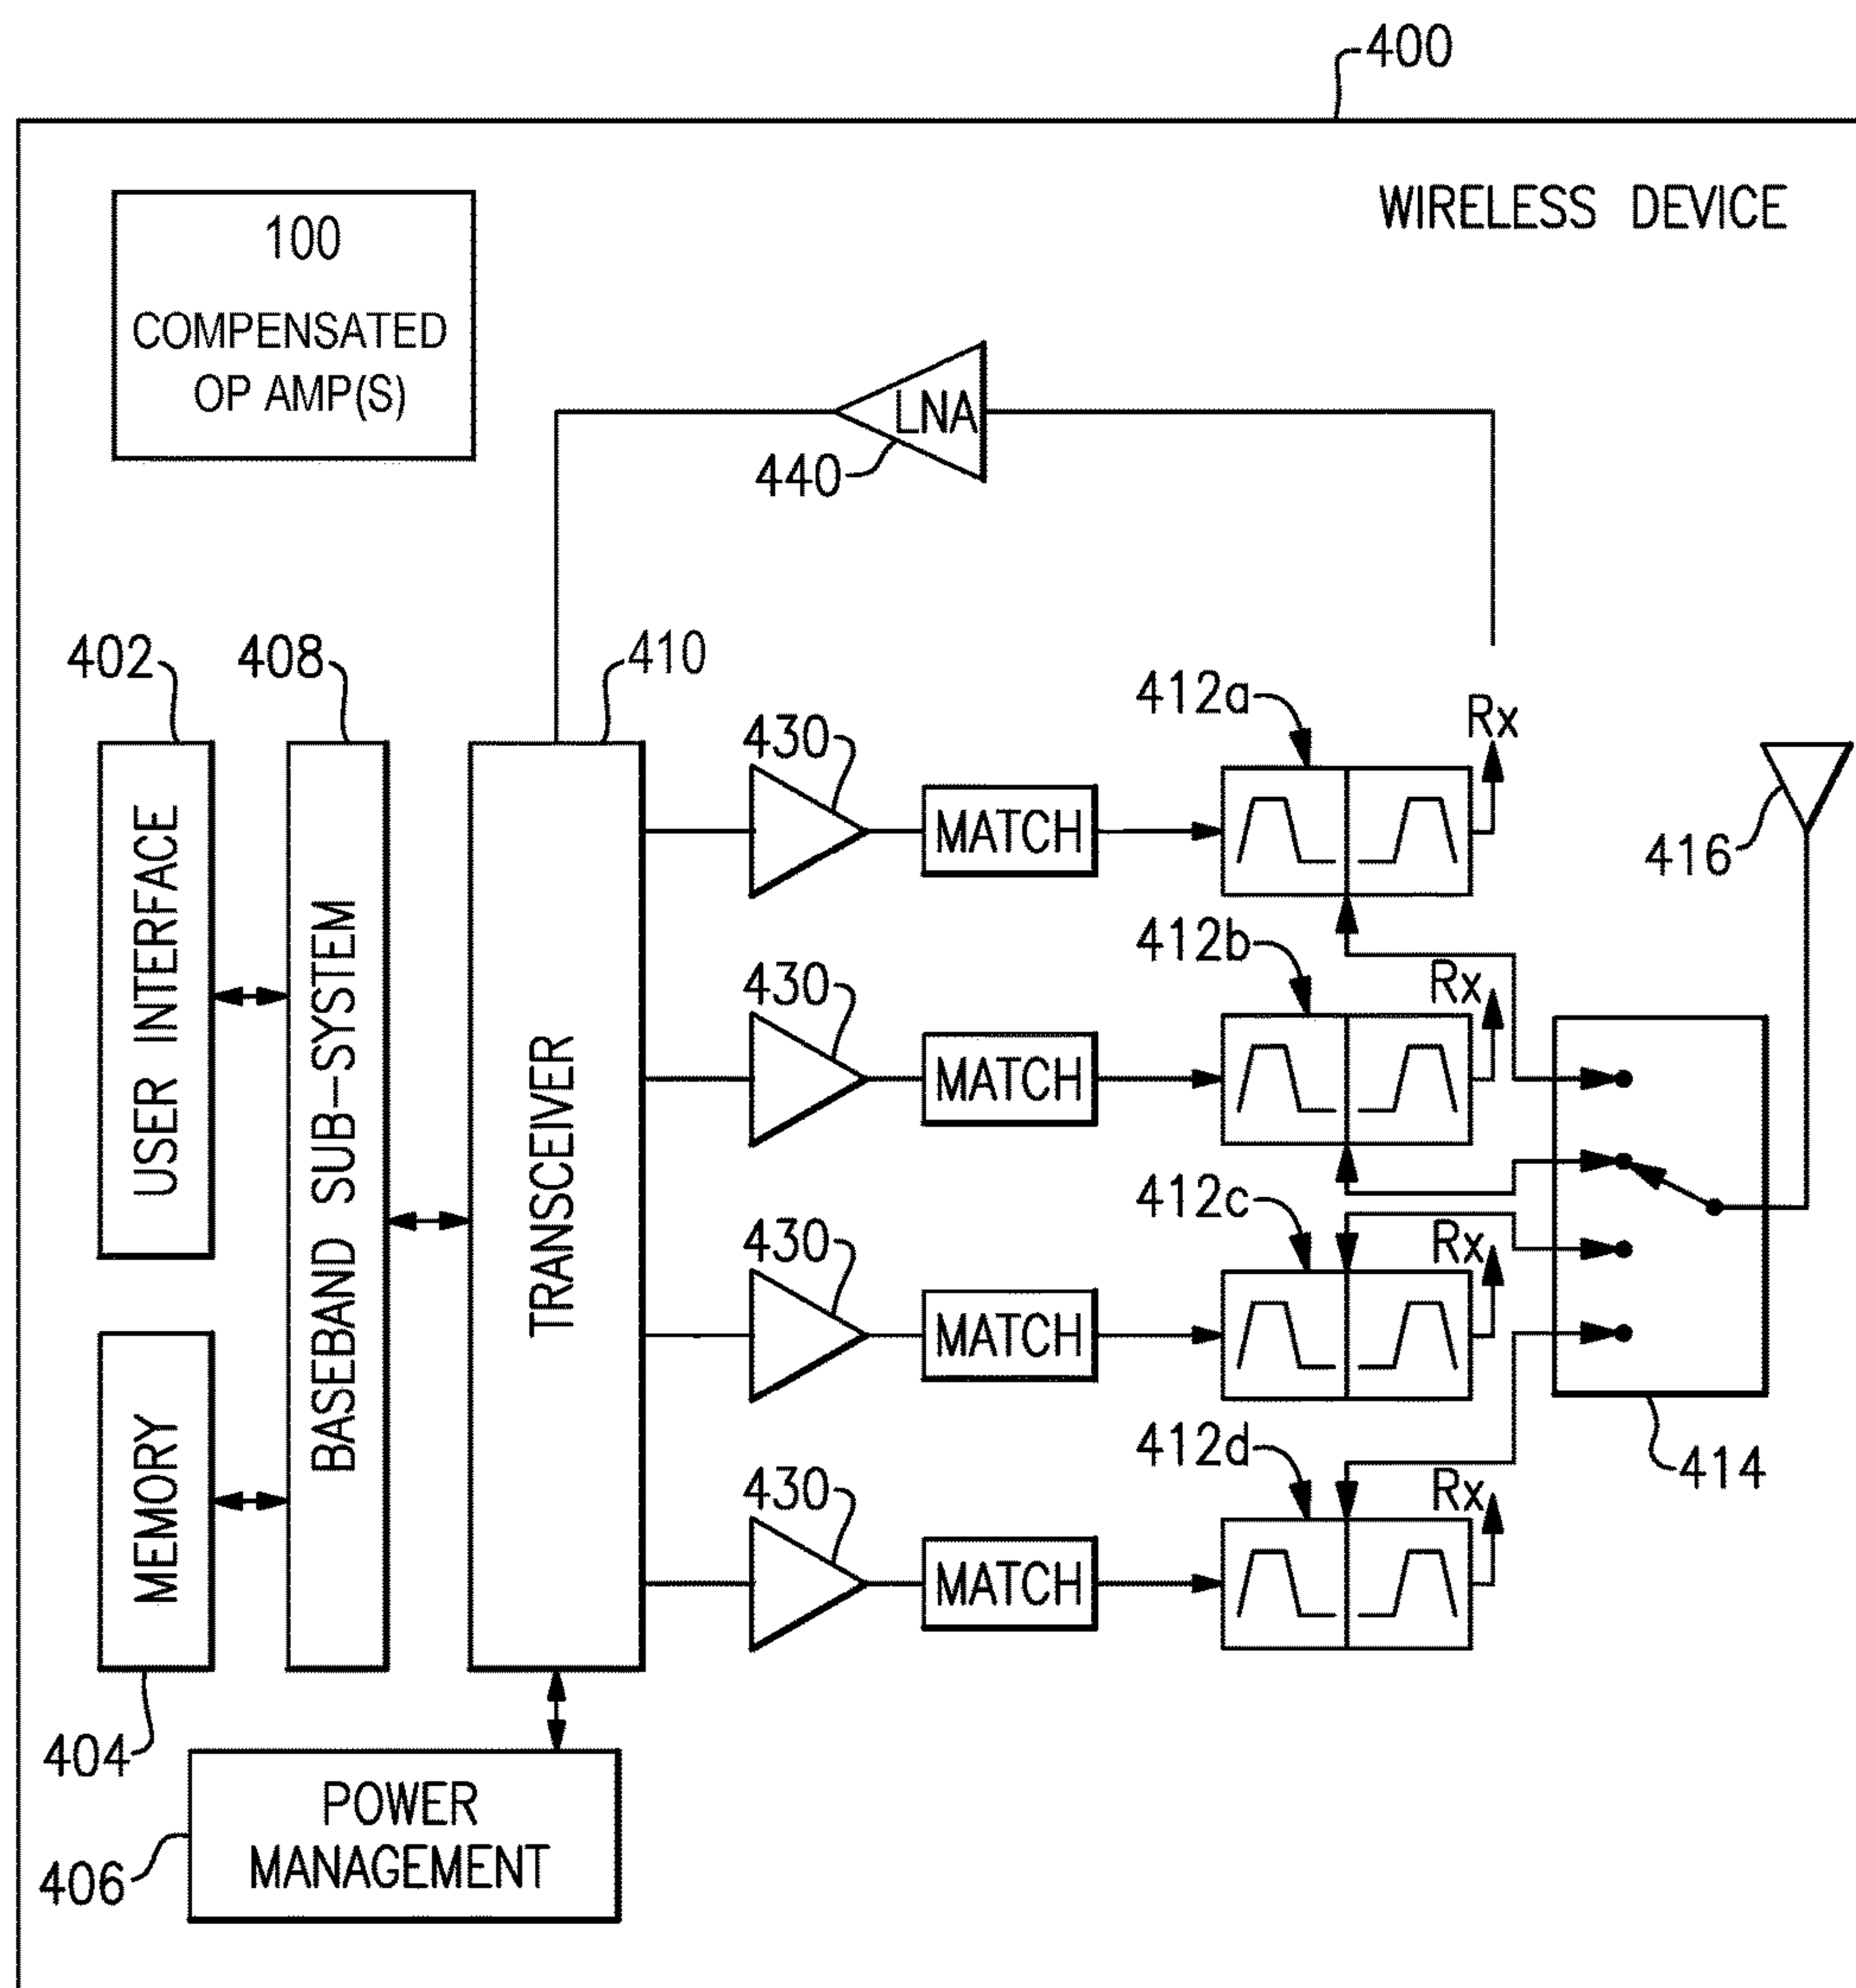 400
WIRELESS DEVICE
100
COMPENSATED
OP AMP(S)
LNA
440
402
408
410
430
412a
Rx
MATCH
416
USER INTERFACE
BASEBAND SUB-SYSTEM
TRANSCEIVER
430
412b
Rx
MATCH
430
412c
Rx
MATCH
MEMORY
430
412d
Rx
414
MATCH
404
POWER
MANAGEMENT
406